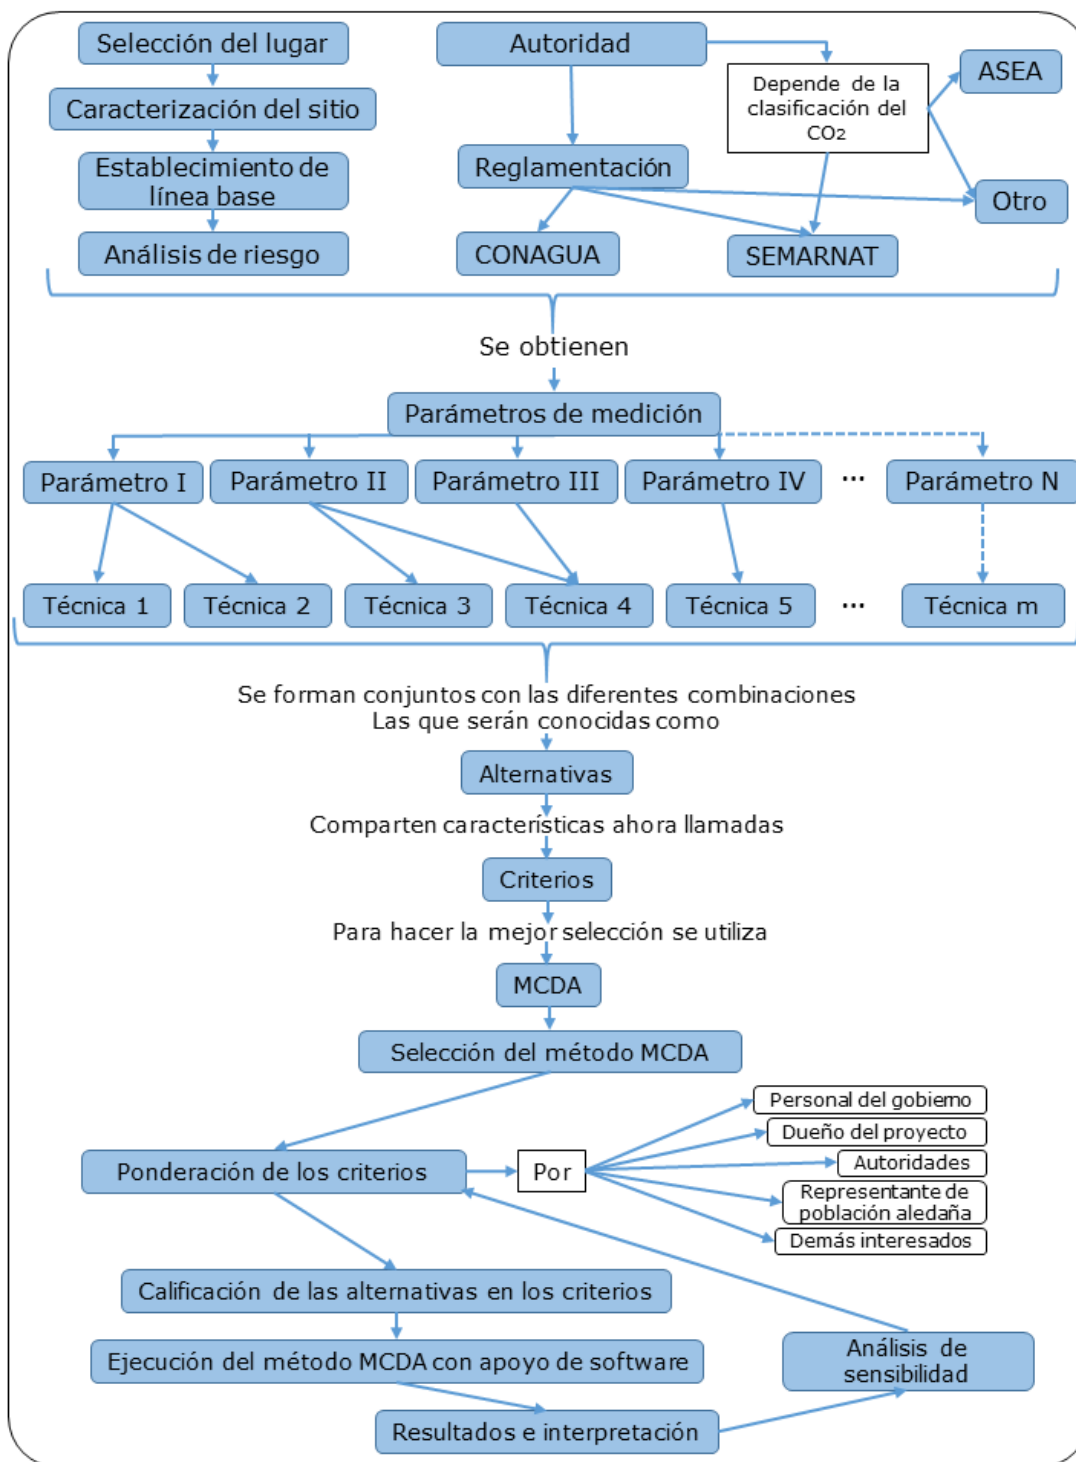 Selección del lugar
Caracterización del sitio
Establecimiento de
línea base
Análisis de riesgo
Autoridad
Depende de la
clasificación del
CO2
ASEA
Reglamentación
Otro
CONAGUA
SEMARNAT
Se obtienen
Parámetros de medición
Parámetro I
Parámetro II
Parámetro III
Parámetro IV
...
Parámetro N
Técnica 1
Técnica 2
Técnica 3
Técnica 4
Técnica 5
...
Técnica m
Se forman conjuntos con las diferentes combinaciones
Las que serán conocidas como
Alternativas
Comparten características ahora llamadas
Criterios
Para hacer la mejor selección se utiliza
MCDA
Selección del método MCDA
Ponderación de los criterios
Por
Personal del gobierno
Dueño del proyecto
Autoridades
Representante de
población aledaña
Demás interesados
Calificación de las alternativas en los criterios
Ejecución del método MCDA con apoyo de software
Resultados e interpretación
Análisis de
sensibilidad